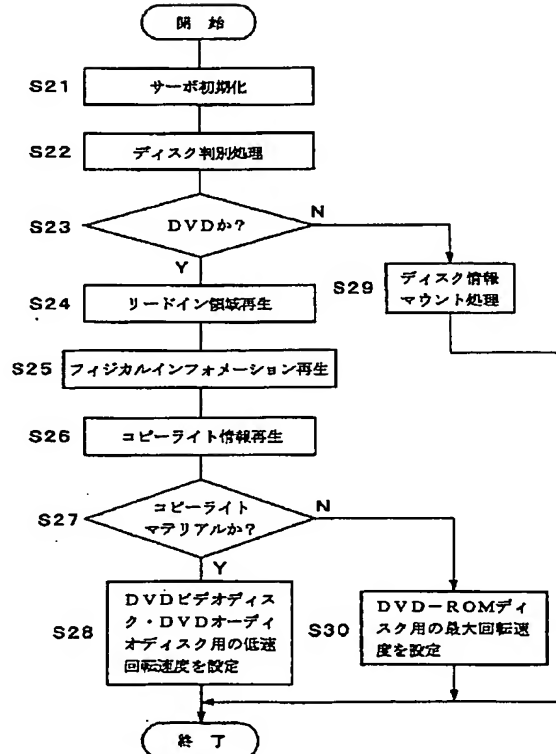 開 始
S21
サーボ初期化
S22
ディスク判別処理
S23
DVDか?
N
Y
S24
リードイン領域再生
S29
ディスク情報
マウント処理
S25
フィジカルインフォメーション再生
S26
コピーライト情報再生
S27
コピーライト
マテリアルか?
N
Y
S28
DVDビデオディス
ク・DVDオーディ
オディスク用の低速
回転速度を設定
S30
DVD-ROMディ
スク用の最大回転速
度を設定
終 了